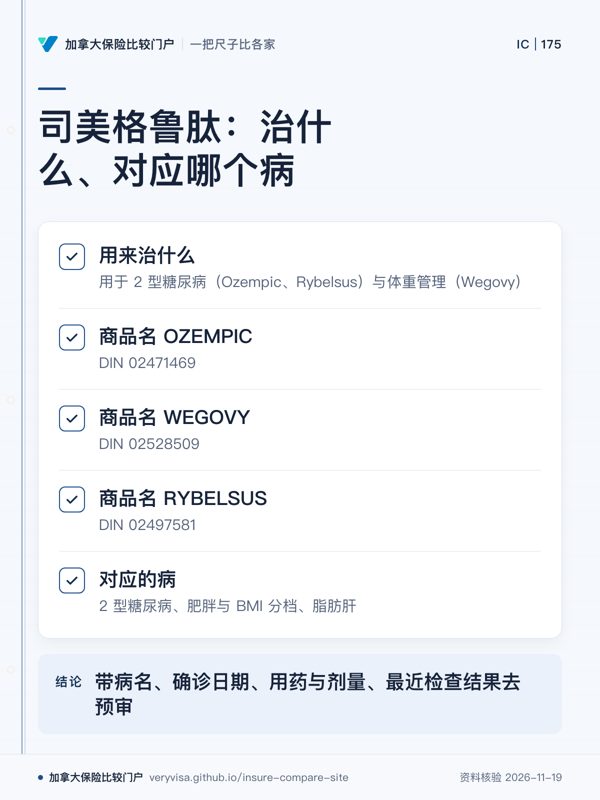 加拿大保险比较门户 一把尺子比各家
IC | 175
司美格鲁肽：治什
么、对应哪个病
用来治什么
用于 2 型糖尿病（Ozempic、Rybelsus）与体重管理（Wegovy）
商品名 OZEMPIC
DIN 02471469
商品名 WEGOVY
DIN 02528509
商品名 RYBELSUS
DIN 02497581
对应的病
2 型糖尿病、肥胖与 BMI 分档、脂肪肝
结论 带病名、确诊日期、用药与剂量、最近检查结果去
预审
加拿大保险比较门户 veryvisa.github.io/insure-compare-site
资料核验 2026-11-19